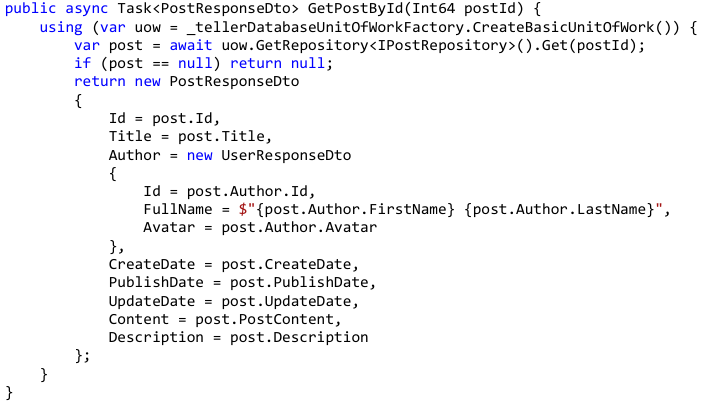 public async Task<PostResponseDto> GetPostById(Int64 postId) {
    using (var uow = _tellerDatabaseUnitOfWorkFactory.CreateBasicUnitOfWork()) {
        var post = await uow.GetRepository<IPostRepository>().Get(postId);
        if (post == null) return null;
        return new PostResponseDto
        {
            Id = post.Id,
            Title = post.Title,
            Author = new UserResponseDto
            {
                Id = post.Author.Id,
                FullName = $"{post.Author.FirstName} {post.Author.LastName}",
                Avatar = post.Author.Avatar
            },
            CreateDate = post.CreateDate,
            PublishDate = post.PublishDate,
            UpdateDate = post.UpdateDate,
            Content = post.PostContent,
            Description = post.Description
        };
    }
}